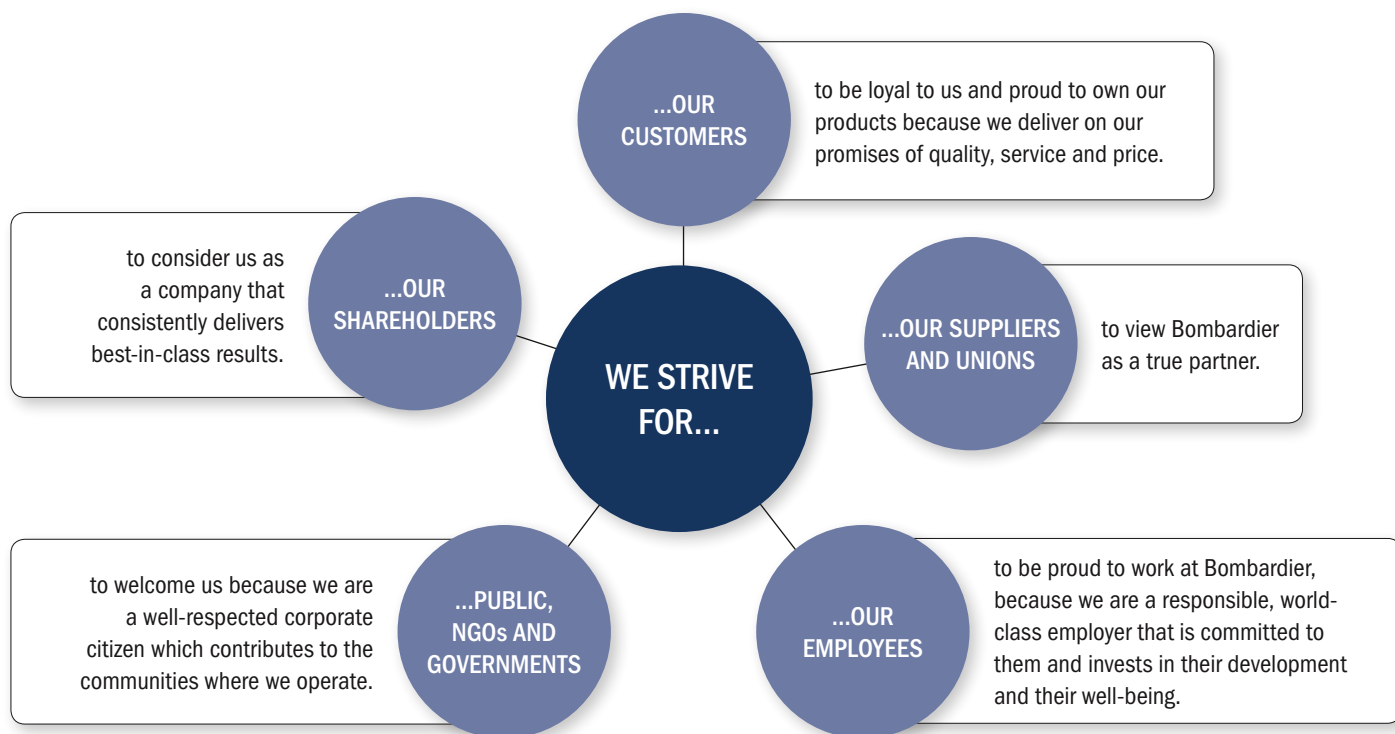 WE STRIVE
FOR...
...OUR
CUSTOMERS
to be loyal to us and proud to own our
products because we deliver on our
promises of quality, service and price.
...OUR SUPPLIERS
AND UNIONS
to view Bombardier
as a true partner.
...OUR
EMPLOYEES
to be proud to work at Bombardier,
because we are a responsible, world-
class employer that is committed to
them and invests in their development
and their well-being.
...PUBLIC,
NGOs AND
GOVERNMENTS
to welcome us because we are
a well-respected corporate
citizen which contributes to the
communities where we operate.
...OUR
SHAREHOLDERS
to consider us as
a company that
consistently delivers
best-in-class results.